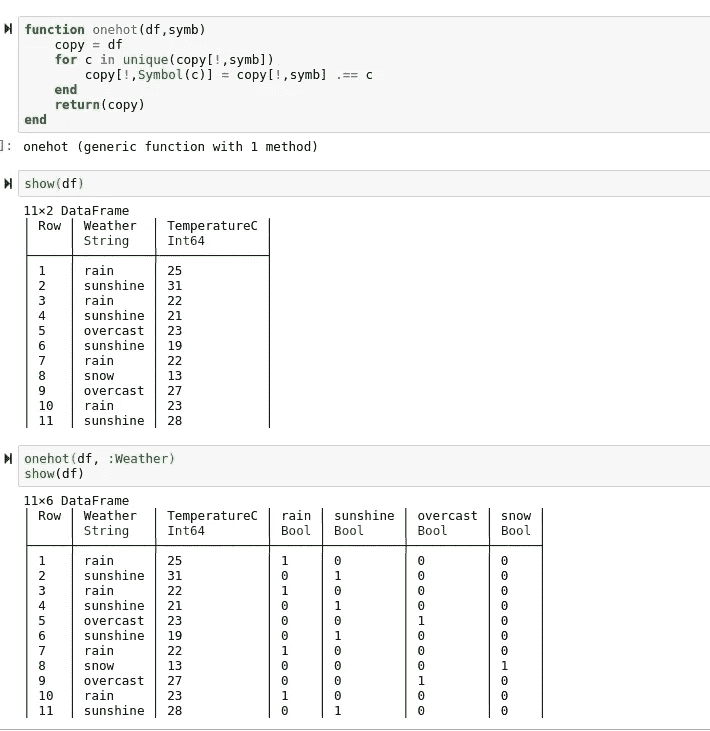 function onehot(df,symb)
    copy = df
    for c in unique(copy[!,symb])
        copy[!,Symbol(c)] = copy[!,symb] .== c
    end
    return(copy)
end
]: onehot (generic function with 1 method)
show(df)
11×2 DataFrame
│ Row │ Weather │ TemperatureC │
│ │ String │ Int64 │
│ 1 │ rain │ 25 │
│ 2 │ sunshine │ 31 │
│ 3 │ rain │ 22 │
│ 4 │ sunshine │ 21 │
│ 5 │ overcast │ 23 │
│ 6 │ sunshine │ 19 │
│ 7 │ rain │ 22 │
│ 8 │ snow │ 13 │
│ 9 │ overcast │ 27 │
│ 10 │ rain │ 23 │
│ 11 │ sunshine │ 28 │
onehot(df, :Weather)
show(df)
11×6 DataFrame
│ Row │ Weather │ TemperatureC │ rain │ sunshine │ overcast │ snow │
│ │ String │ Int64 │ Bool │ Bool │ Bool │ Bool │
│ 1 │ rain │ 25 │ 1 │ 0 │ 0 │ 0 │
│ 2 │ sunshine │ 31 │ 0 │ 1 │ 0 │ 0 │
│ 3 │ rain │ 22 │ 1 │ 0 │ 0 │ 0 │
│ 4 │ sunshine │ 21 │ 0 │ 1 │ 0 │ 0 │
│ 5 │ overcast │ 23 │ 0 │ 0 │ 1 │ 0 │
│ 6 │ sunshine │ 19 │ 0 │ 1 │ 0 │ 0 │
│ 7 │ rain │ 22 │ 1 │ 0 │ 0 │ 0 │
│ 8 │ snow │ 13 │ 0 │ 0 │ 0 │ 1 │
│ 9 │ overcast │ 27 │ 0 │ 0 │ 1 │ 0 │
│ 10 │ rain │ 23 │ 1 │ 0 │ 0 │ 0 │
│ 11 │ sunshine │ 28 │ 0 │ 1 │ 0 │ 0 │